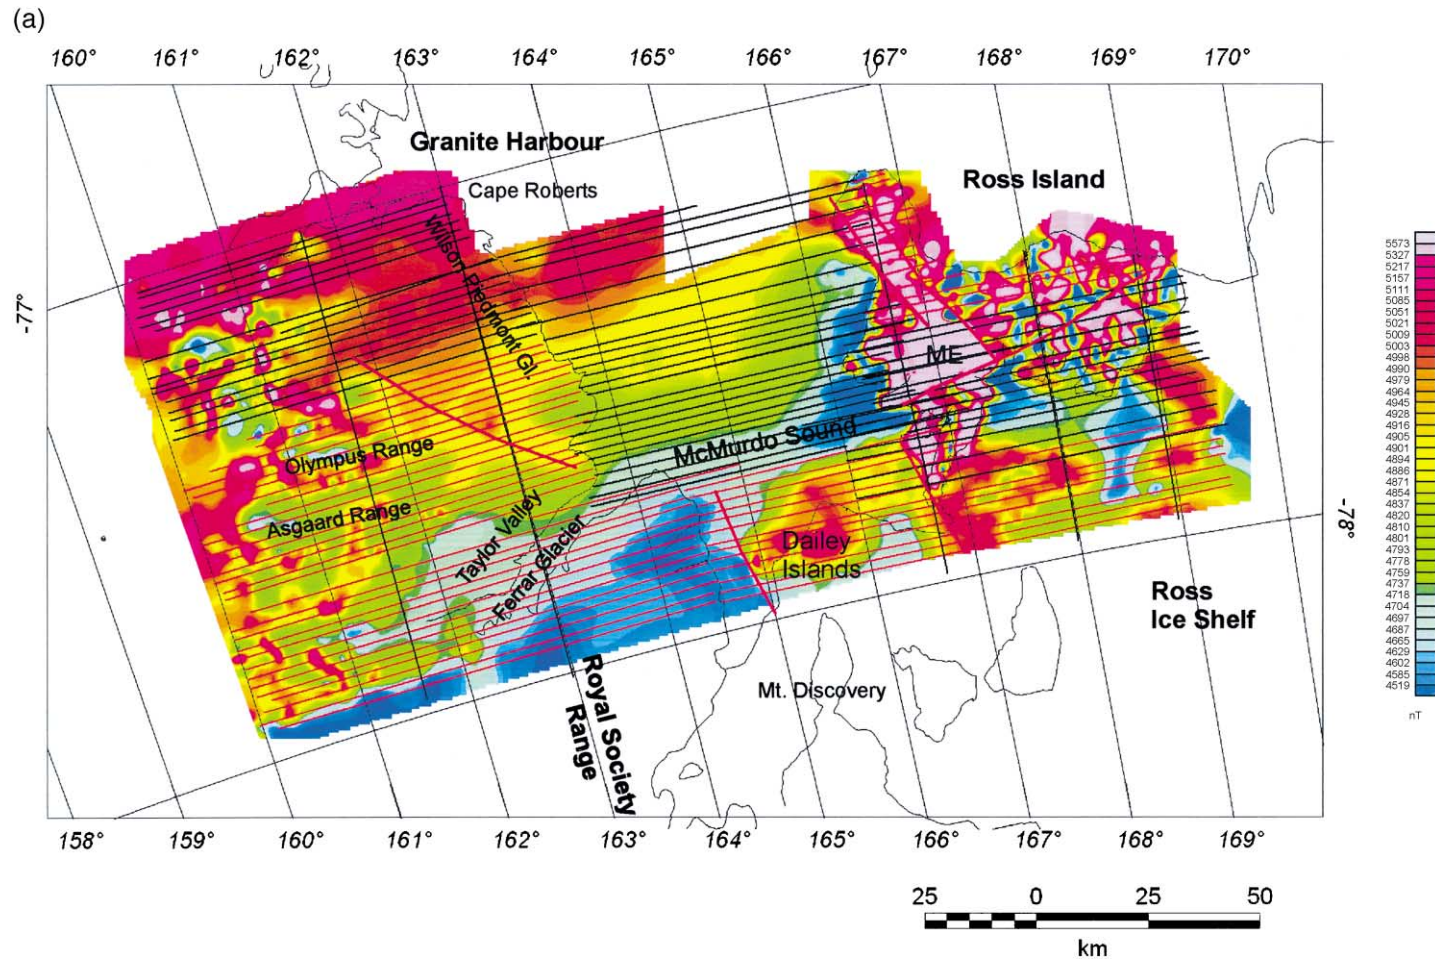 (a)
160° 161° 162° 163° 164° 165° 166° 167° 168° 169° 170°
Granite Harbour
Cape Roberts
Ross Island
Wilson Piedmont Gl.
-77°
ME
McMurdo Sound
Olympus Range
Asgaard Range
Taylor Valley
Ferrar Glacier
Dailey
Islands
-78°
Ross
Ice Shelf
Royal Society
Range
Mt. Discovery
158° 159° 160° 161° 162° 163° 164° 165° 166° 167° 168° 169°
5573
5327
5217
5157
5111
5085
5051
5021
5009
5003
4998
4990
4979
4964
4945
4928
4916
4905
4901
4894
4886
4871
4854
4837
4820
4810
4801
4793
4778
4759
4737
4718
4704
4697
4687
4665
4629
4602
4585
4519
nT
25 0 25 50
km